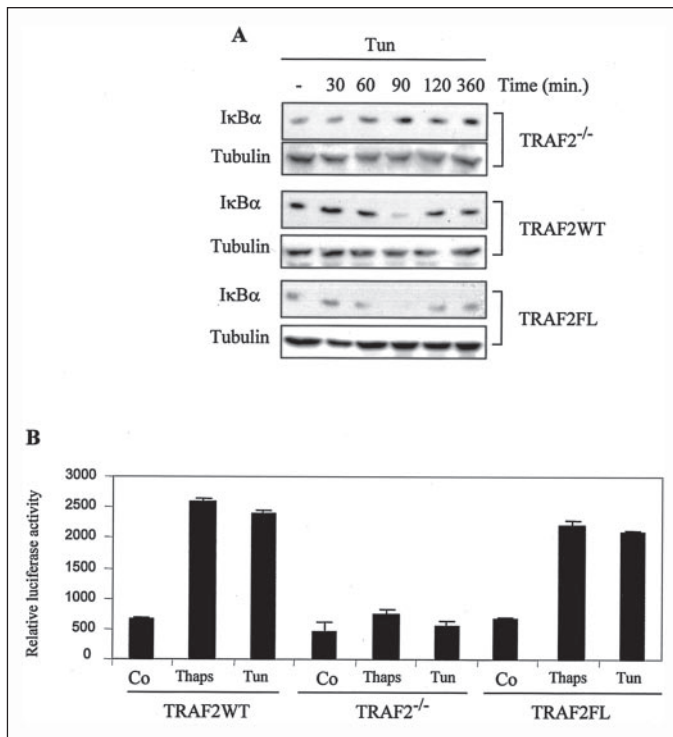 A
Tun
- 30 60 90 120 360 Time (min.)
IκBα
Tubulin
TRAF2-/-
IκBα
Tubulin
TRAF2WT
IκBα
Tubulin
TRAF2FL
B
Relative luciferase activity
3000
2500
2000
1500
1000
500
0
Co Thaps Tun Co Thaps Tun Co Thaps Tun
TRAF2WT TRAF2-/- TRAF2FL